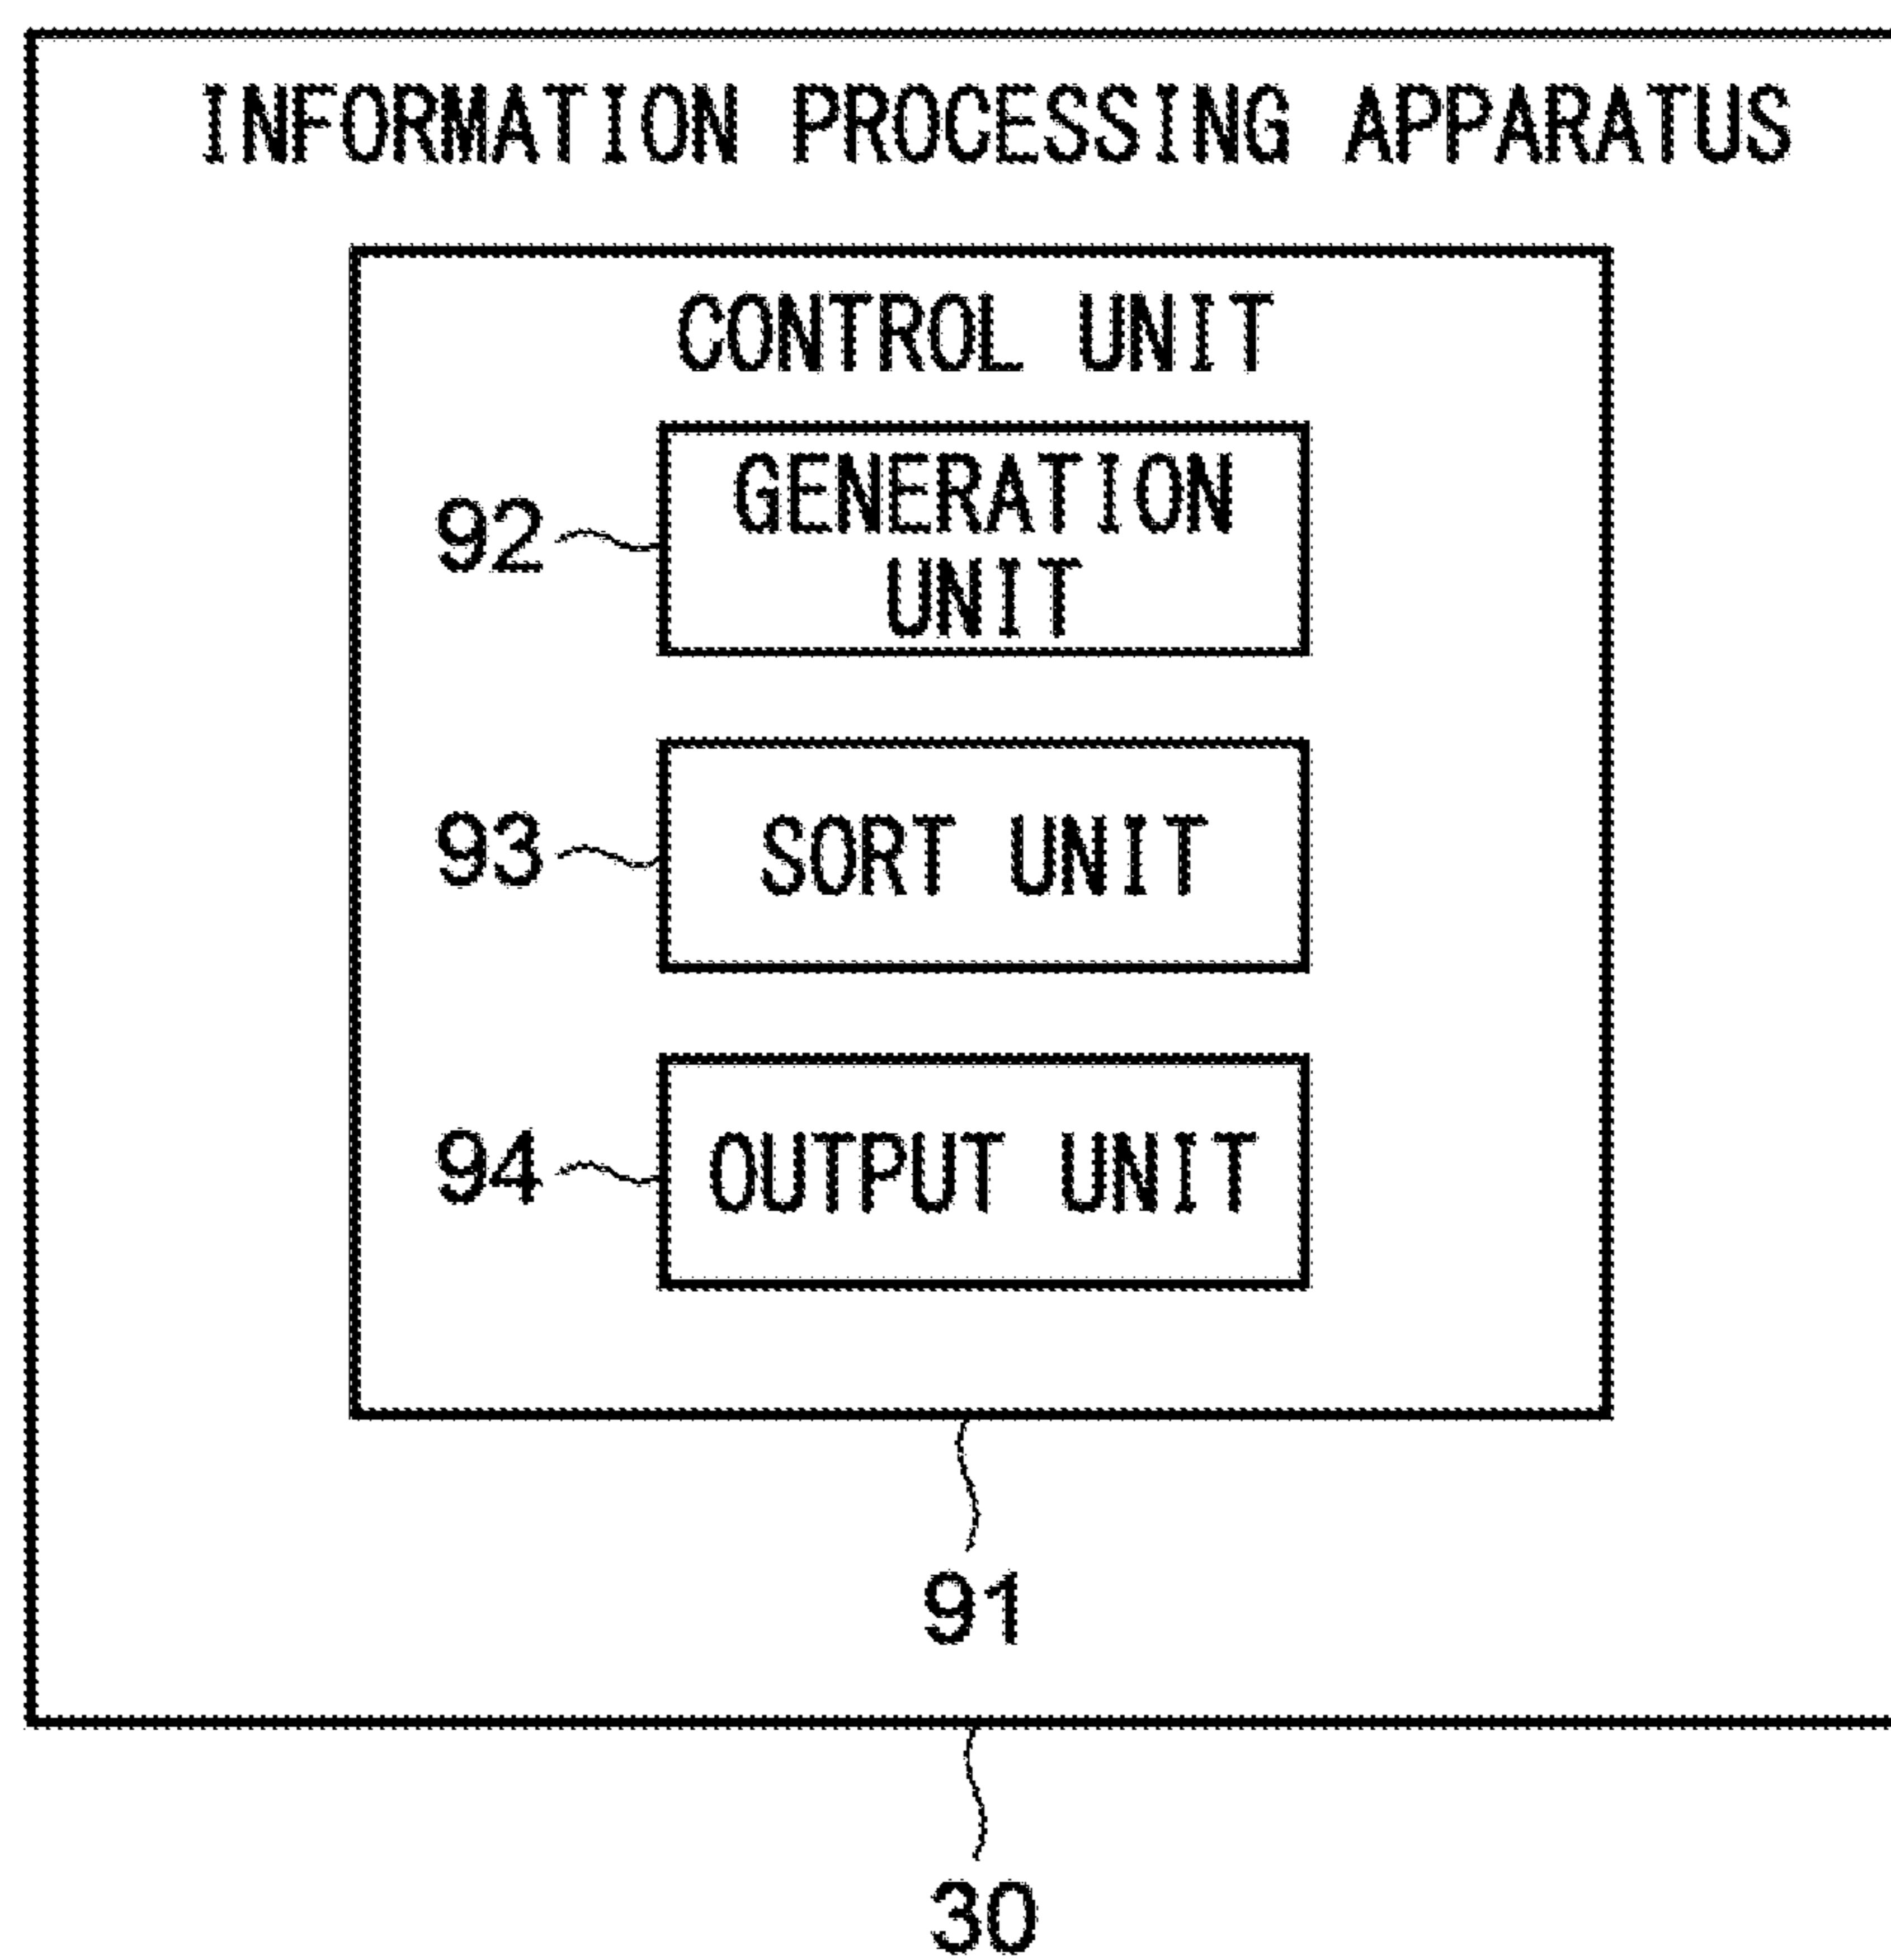 INFORMATION PROCESSING APPARATUS
CONTROL UNIT
GENERATION
92
UNIT
93 SORT UNIT
94 OUTPUT UNIT
91
30